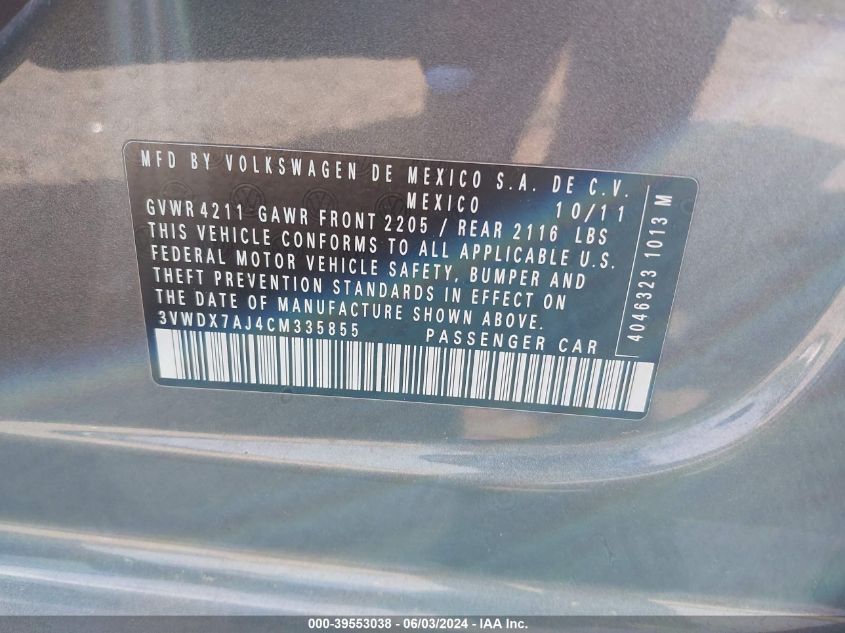 MFD BY VOLKSWAGEN DE MEXICO S.A. DE C.V.
MEXICO 10/11
GVWR 4211 GAWR FRONT 2205 / REAR 2116 LBS
THIS VEHICLE CONFORMS TO ALL APPLICABLE U.S.
FEDERAL MOTOR VEHICLE SAFETY, BUMPER AND
THEFT PREVENTION STANDARDS IN EFFECT ON
THE DATE OF MANUFACTURE SHOWN ABOVE.
3VWDX7AJ4CM335855 PASSENGER CAR
4046323 1013 M
000-39553038 - 06/03/2024 - IAA Inc.